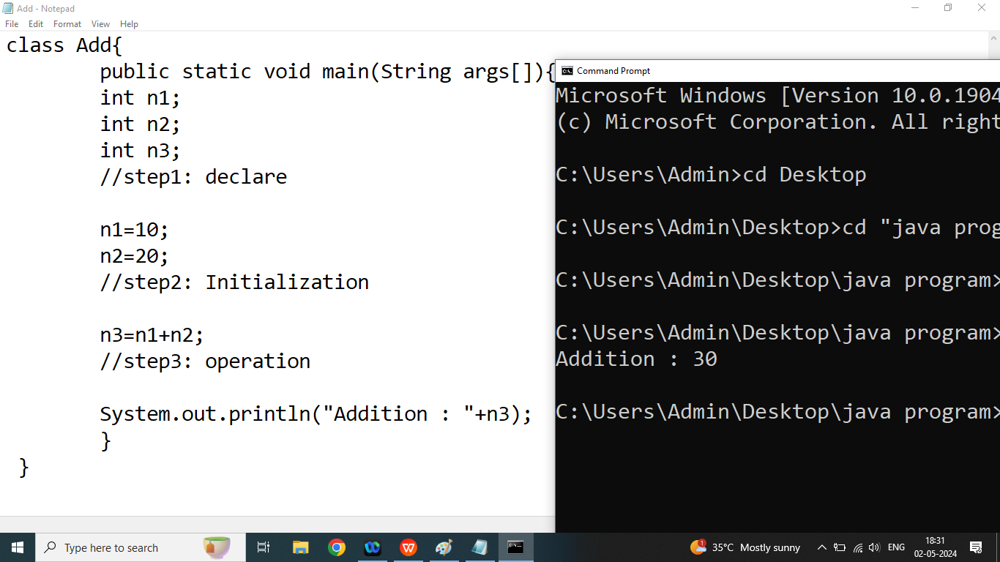 Add - Notepad
File Edit Format View Help
class Add{
public static void main(String args[]){
int n1;
int n2;
int n3;
//step1: declare
n1=10;
n2=20;
//step2: Initialization
n3=n1+n2;
//step3: operation
System.out.println("Addition : "+n3);
}
}
Command Prompt
Microsoft Windows [Version 10.0.1904
(c) Microsoft Corporation. All right
C:\Users\Admin>cd Desktop
C:\Users\Admin\Desktop>cd "java prog
C:\Users\Admin\Desktop\java program>
C:\Users\Admin\Desktop\java program>
Addition : 30
C:\Users\Admin\Desktop\java program>
Type here to search
1
35°C Mostly sunny
ENG
18:31
02-05-2024